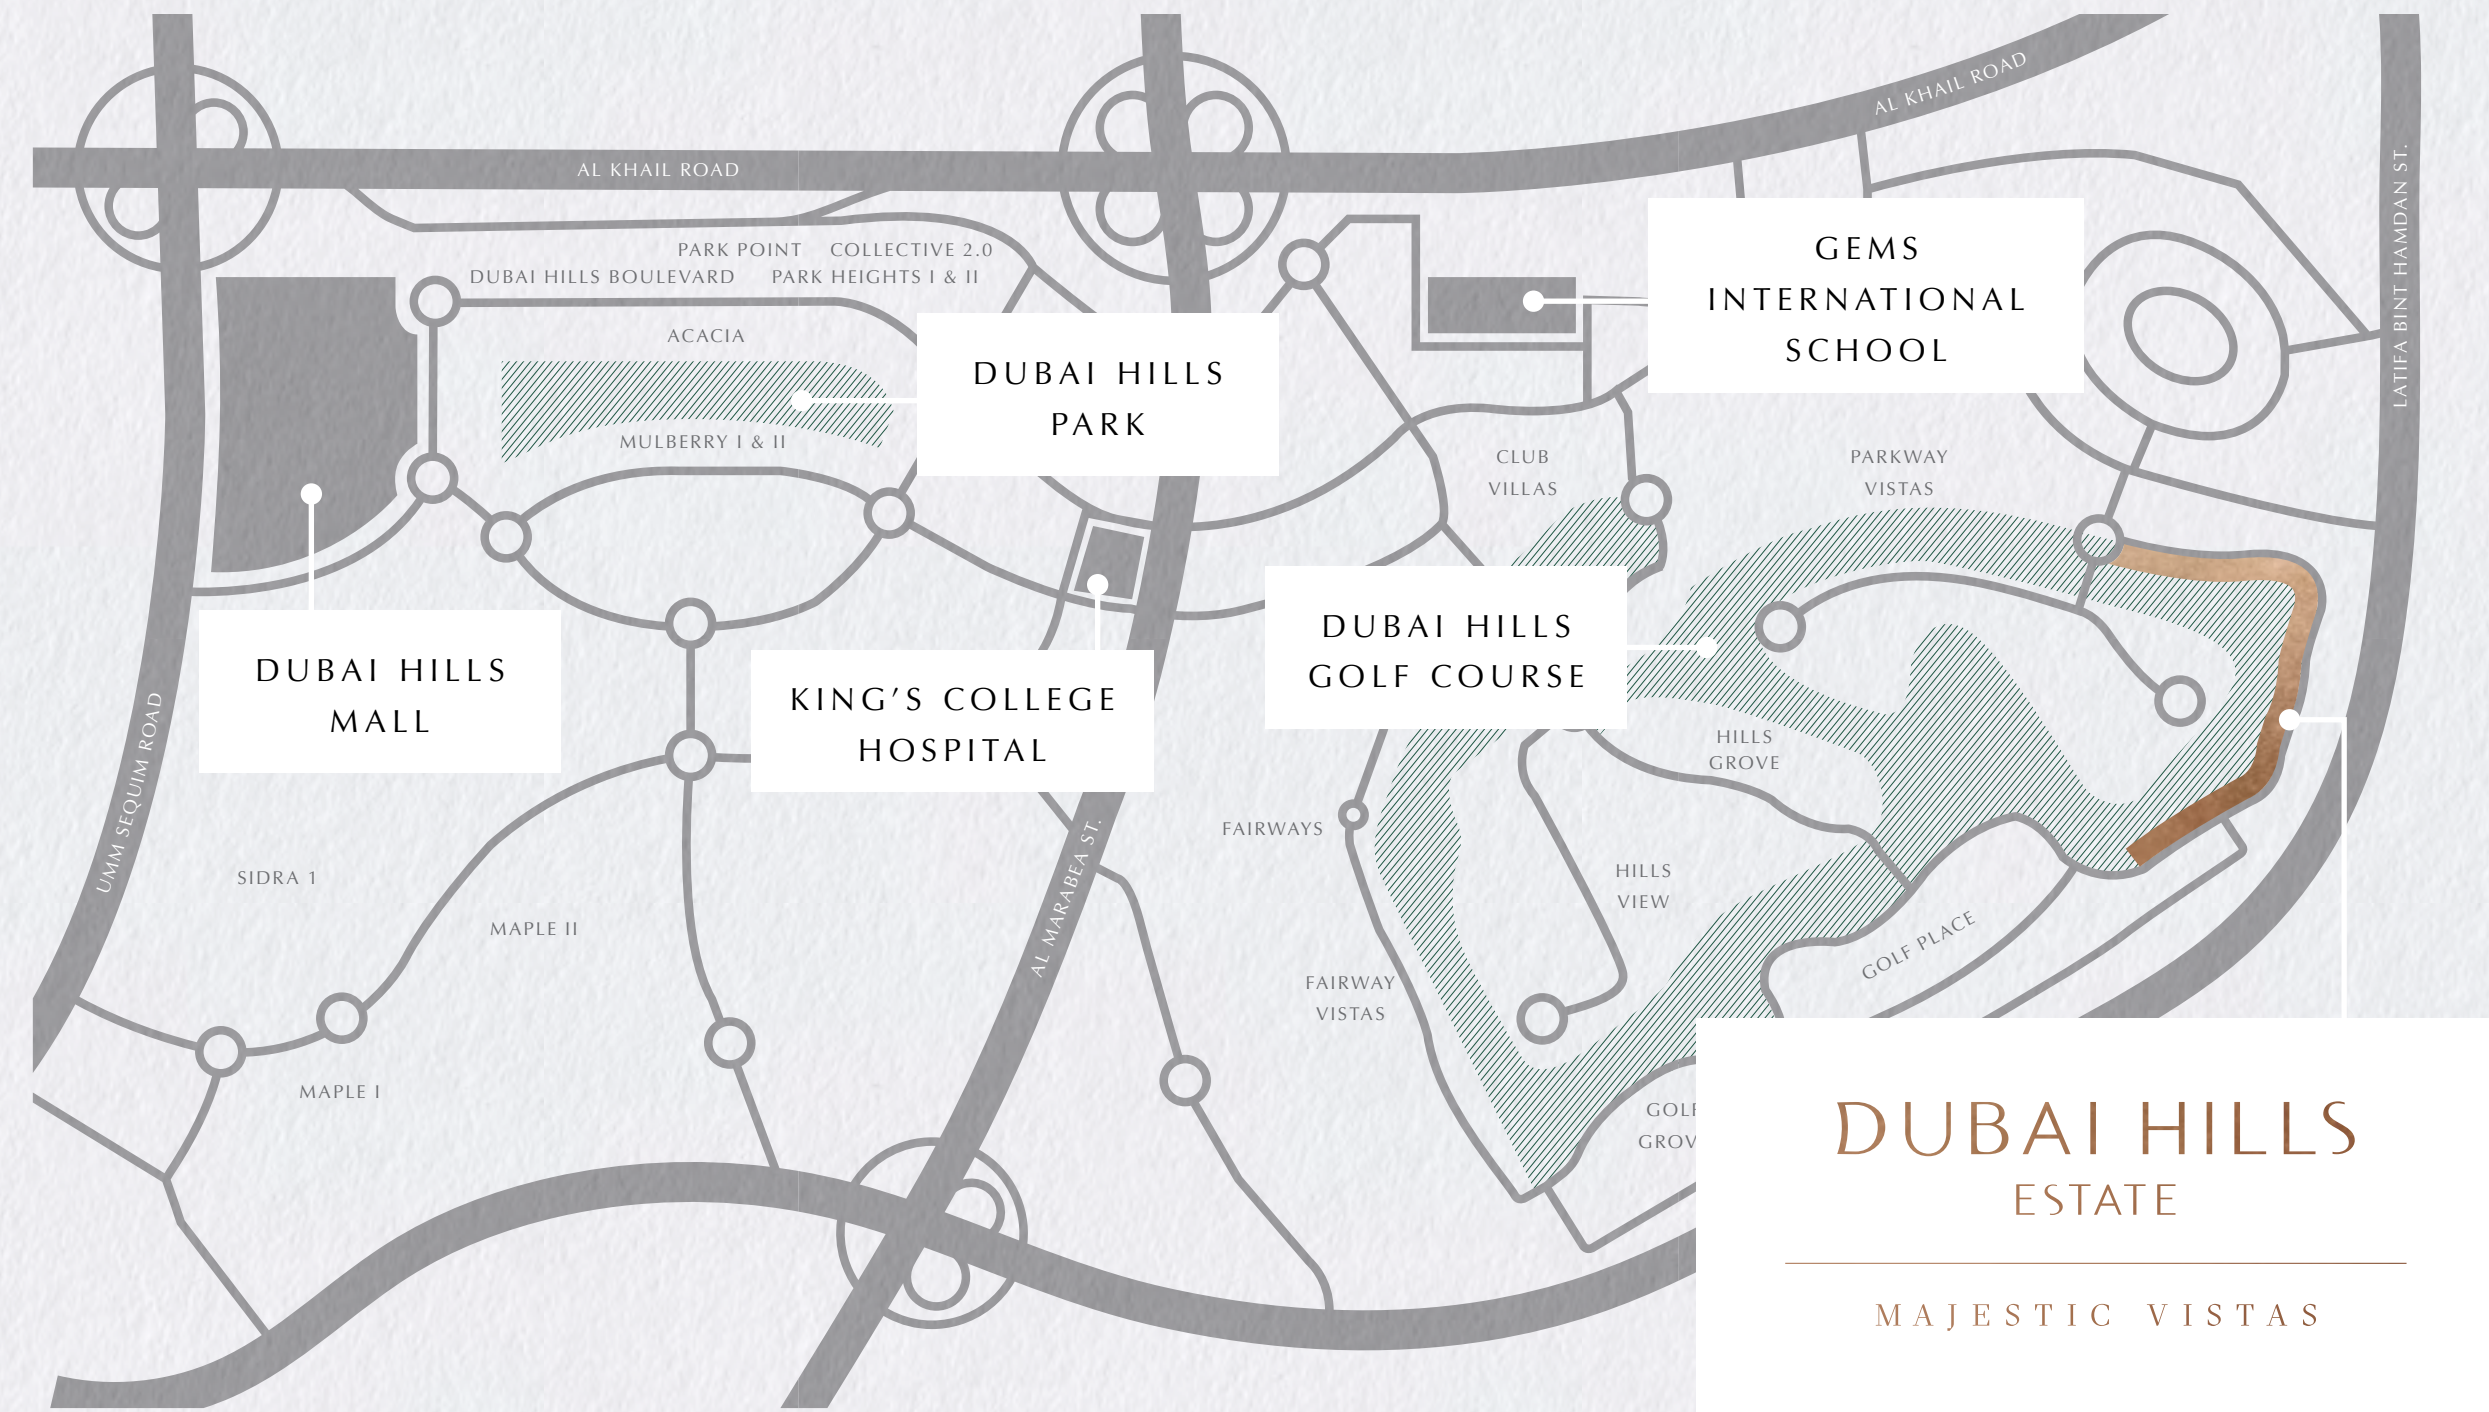 AL KHAIL ROAD
AL KHAIL ROAD
LATIFA BINT HAMDAN ST.
PARK POINT
COLLECTIVE 2.0
DUBAI HILLS BOULEVARD
PARK HEIGHTS I & II
GEMS
INTERNATIONAL
SCHOOL
ACACIA
DUBAI HILLS
PARK
MULBERRY I & II
CLUB
VILLAS
PARKWAY
VISTAS
DUBAI HILLS
MALL
KING’S COLLEGE
HOSPITAL
DUBAI HILLS
GOLF COURSE
HILLS
GROVE
UMM SEQUIM ROAD
FAIRWAYS
SIDRA 1
MAPLE II
AL MARABEA ST.
HILLS
VIEW
GOLF PLACE
FAIRWAY
VISTAS
MAPLE I
GOLF
GROV
DUBAI HILLS
ESTATE
MAJESTIC VISTAS